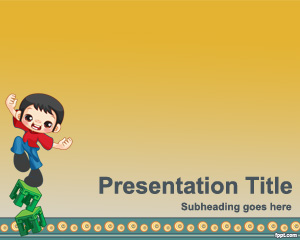 Presentation Title
Subheading goes here
fppt.com